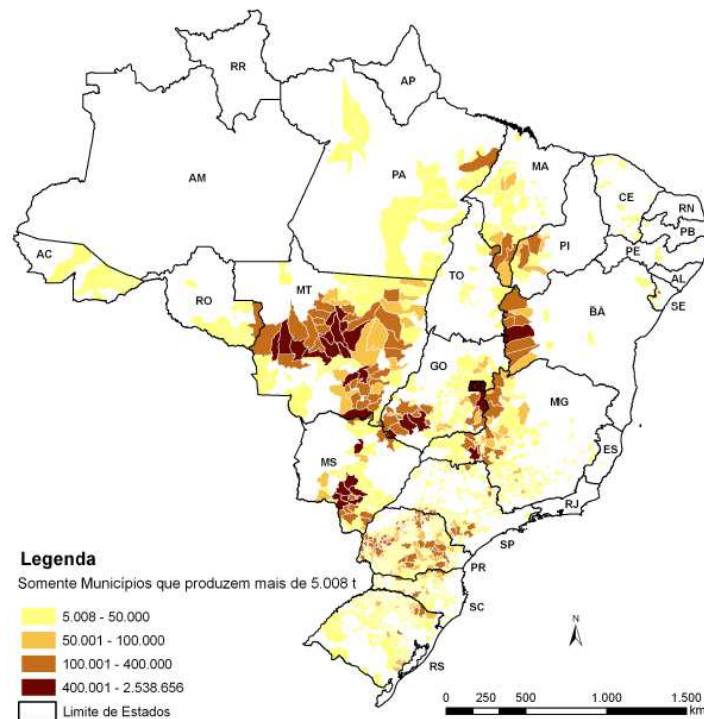 RR
AP
AM
PA
MA
CE
RN
PB
PE
PI
AL
SE
AC
TO
RO
MT
BA
GO
MIG
ES
MS
RJ
SP
PR
SC
RS
N
Legenda
Somente Municípios que produzem mais de 5.008 t
5.008 - 50.000
50.001 - 100.000
100.001 - 400.000
400.001 - 2.538.656
Limite de Estados
0 250 500 1.000 1.500
km